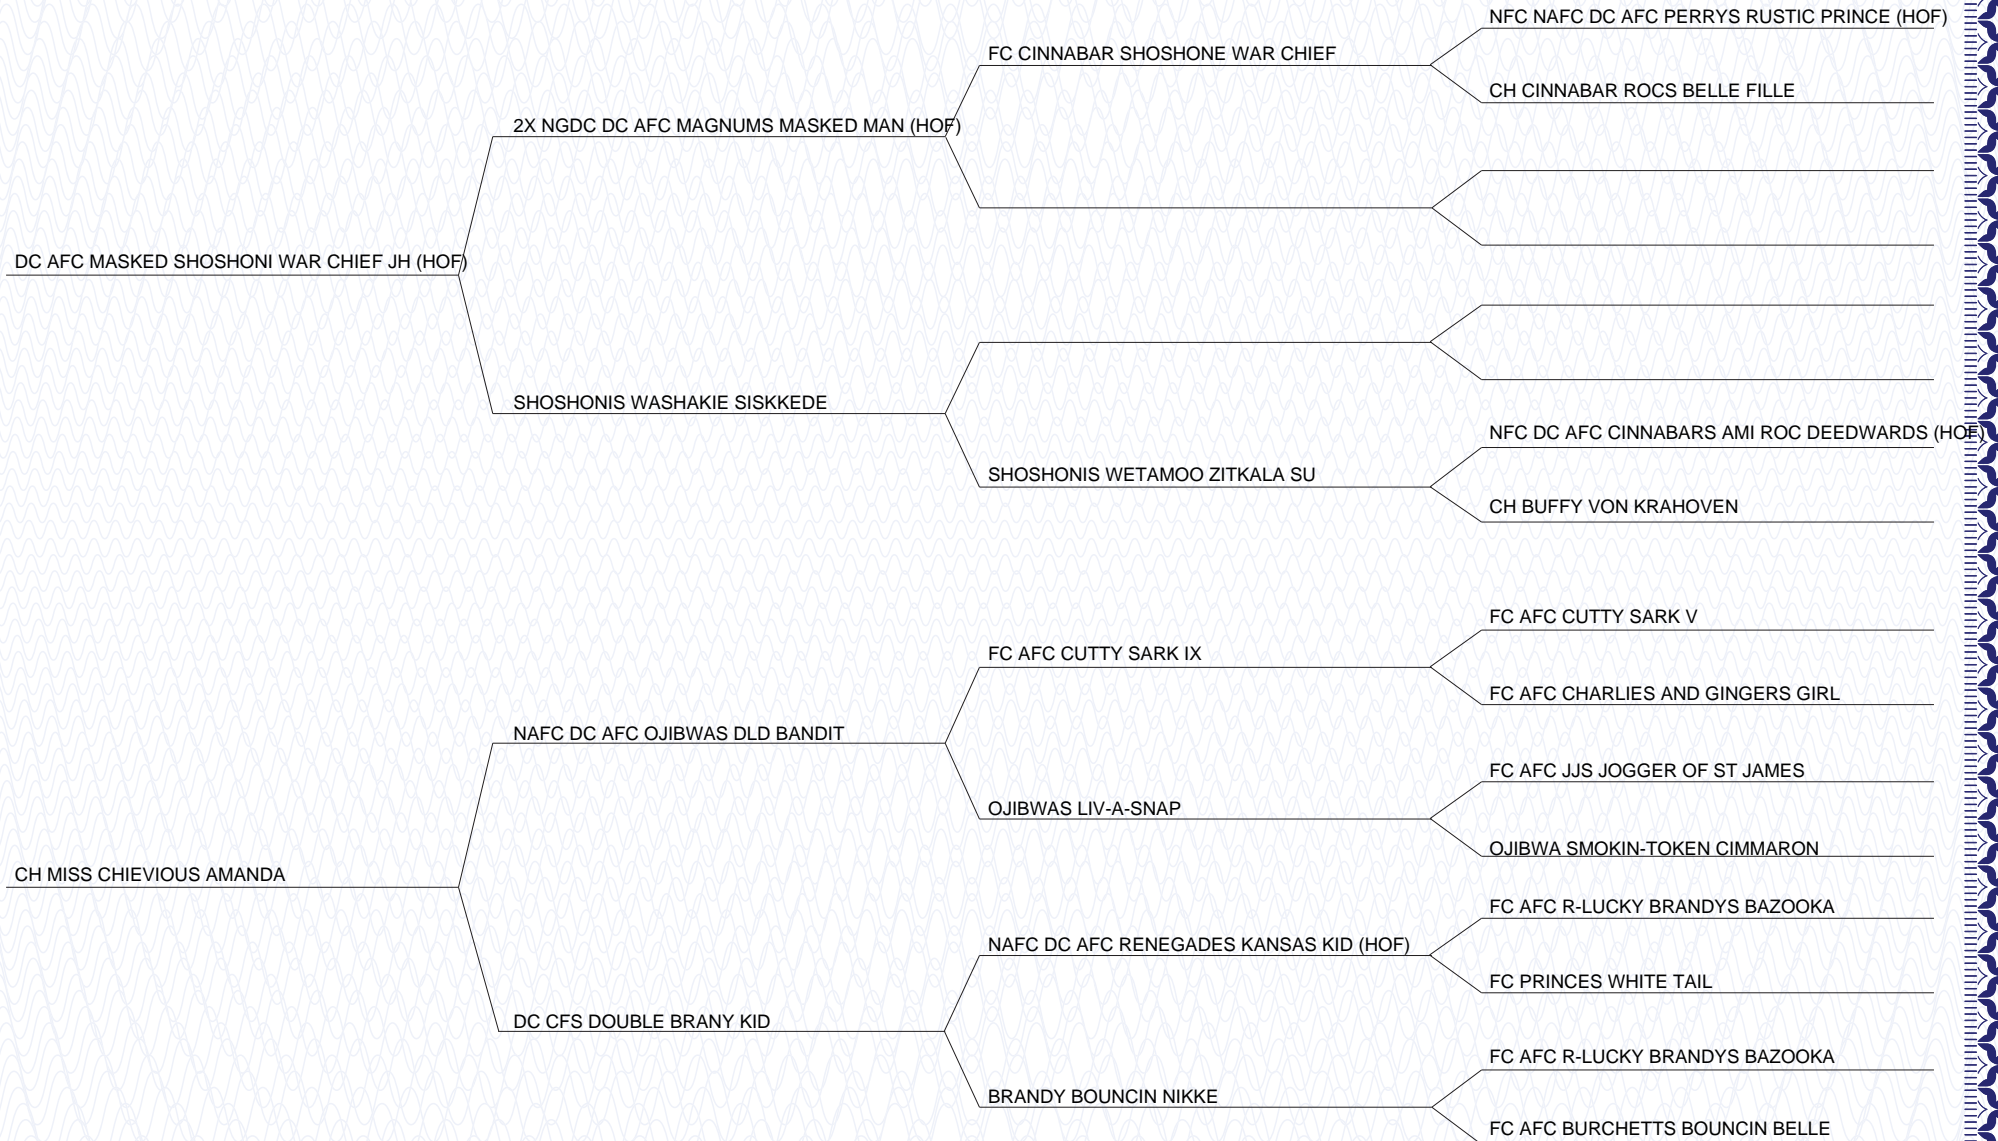 NFC NAFC DC AFC PERRYS RUSTIC PRINCE (HOF)
FC CINNABAR SHOSHONE WAR CHIEF
CH CINNABAR ROCS BELLE FILLE
2X NGDC DC AFC MAGNUMS MASKED MAN (HOF)
DC AFC MASKED SHOSHONI WAR CHIEF JH (HOF)
SHOSHONIS WASHAKIE SISKKEDE
NFC DC AFC CINNABARS AMI ROC DEEDWARDS (HOF)
SHOSHONIS WETAMOO ZITKALA SU
CH BUFFY VON KRAHOVEN
FC AFC CUTTY SARK V
FC AFC CUTTY SARK IX
FC AFC CHARLIES AND GINGERS GIRL
NAFC DC AFC OJIBWAS DLD BANDIT
FC AFC JJS JOGGER OF ST JAMES
OJIBWAS LIV-A-SNAP
OJIBWA SMOKIN-TOKEN CIMMARON
CH MISS CHIEVIOUS AMANDA
FC AFC R-LUCKY BRANDYS BAZOOKA
NAFC DC AFC RENEGADES KANSAS KID (HOF)
FC PRINCES WHITE TAIL
DC CFS DOUBLE BRANY KID
FC AFC R-LUCKY BRANDYS BAZOOKA
BRANDY BOUNCIN NIKKE
FC AFC BURCHETTS BOUNCIN BELLE